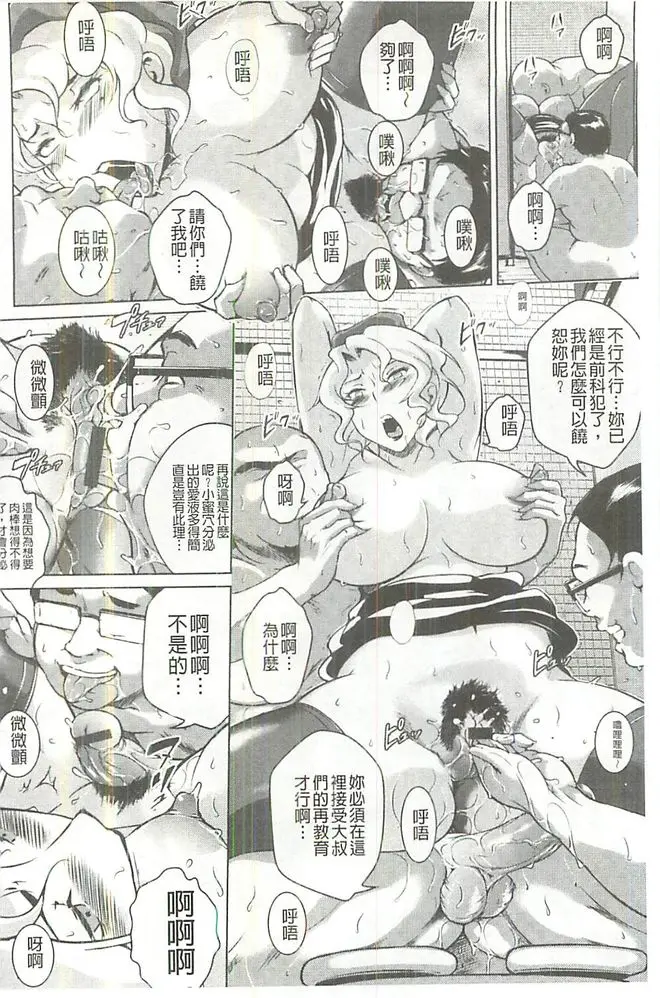 啊啊
啊啊
…
啊啊啊～
夠了…
呼唔
呼唔
噗啾
噗啾
噗啾
請你們…饒
了我吧…
咕啾～
咕啾～
啊啊
不行不行…妳已
經是前科犯了，
我們怎麼可以饒
恕妳呢？
呼唔
呼唔
呀啊
啊啊…
為什麼
嚕哩哩哩～
妳必須在這
裡接受大叔
們的再教育
才行啊…
呼唔
呼唔
微微顫
再說這是什麼
呢？小蜜穴分泌
出的愛液多得簡
直是豈有此理…
這是因為想要
肉棒想得不得
了，才會分泌
啊啊啊…
不是的…
微微顫
啊啊啊
呀啊